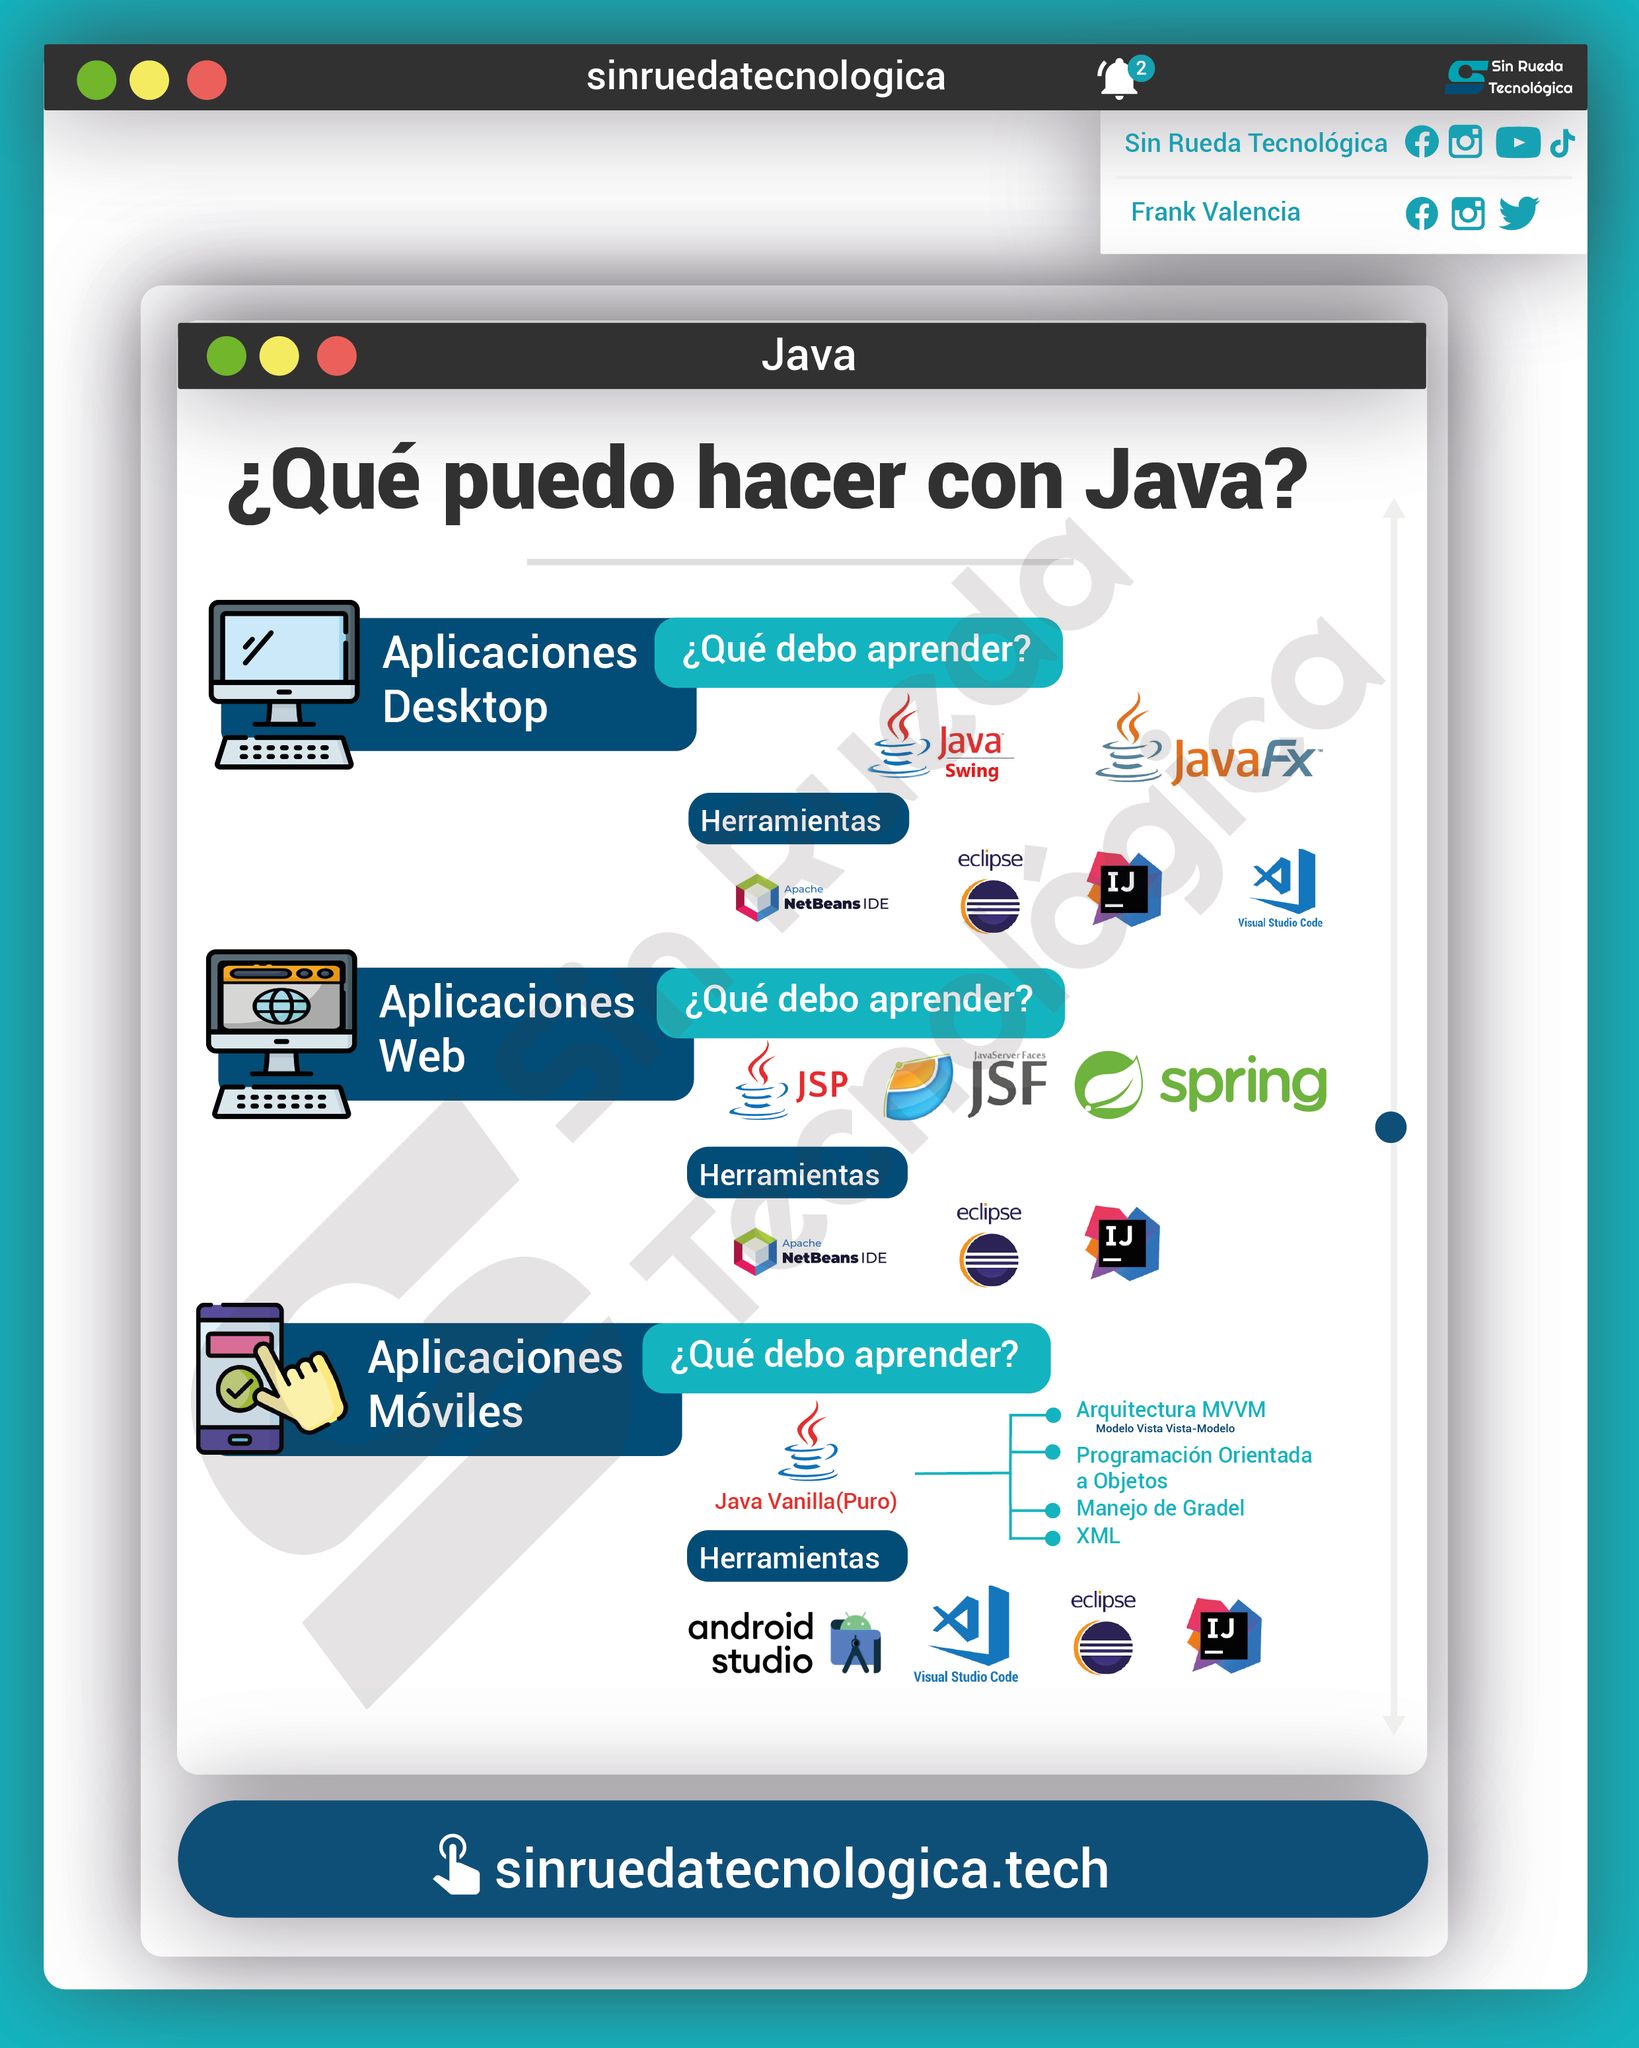 sinruedatecnologica
2
Sin Rueda
Tecnológica
Sin Rueda Tecnológica
Frank Valencia
Java
¿Qué puedo hacer con Java?
Aplicaciones
Desktop
¿Qué debo aprender?
Java
Swing
JavaFx
Herramientas
Apache
NetBeans IDE
eclipse
IJ
Visual Studio Code
Aplicaciones
Web
¿Qué debo aprender?
JSP
JavaServer Faces
JSF
spring
Herramientas
Apache
NetBeans IDE
eclipse
IJ
Aplicaciones
Móviles
¿Qué debo aprender?
Java Vanilla(Puro)
Arquitectura MVVM
Modelo Vista Vista-Modelo
Programación Orientada
a Objetos
Manejo de Gradel
XML
Herramientas
android
studio
Visual Studio Code
eclipse
IJ
Sin Rueda
Tecnológica
sinruedatecnologica.tech